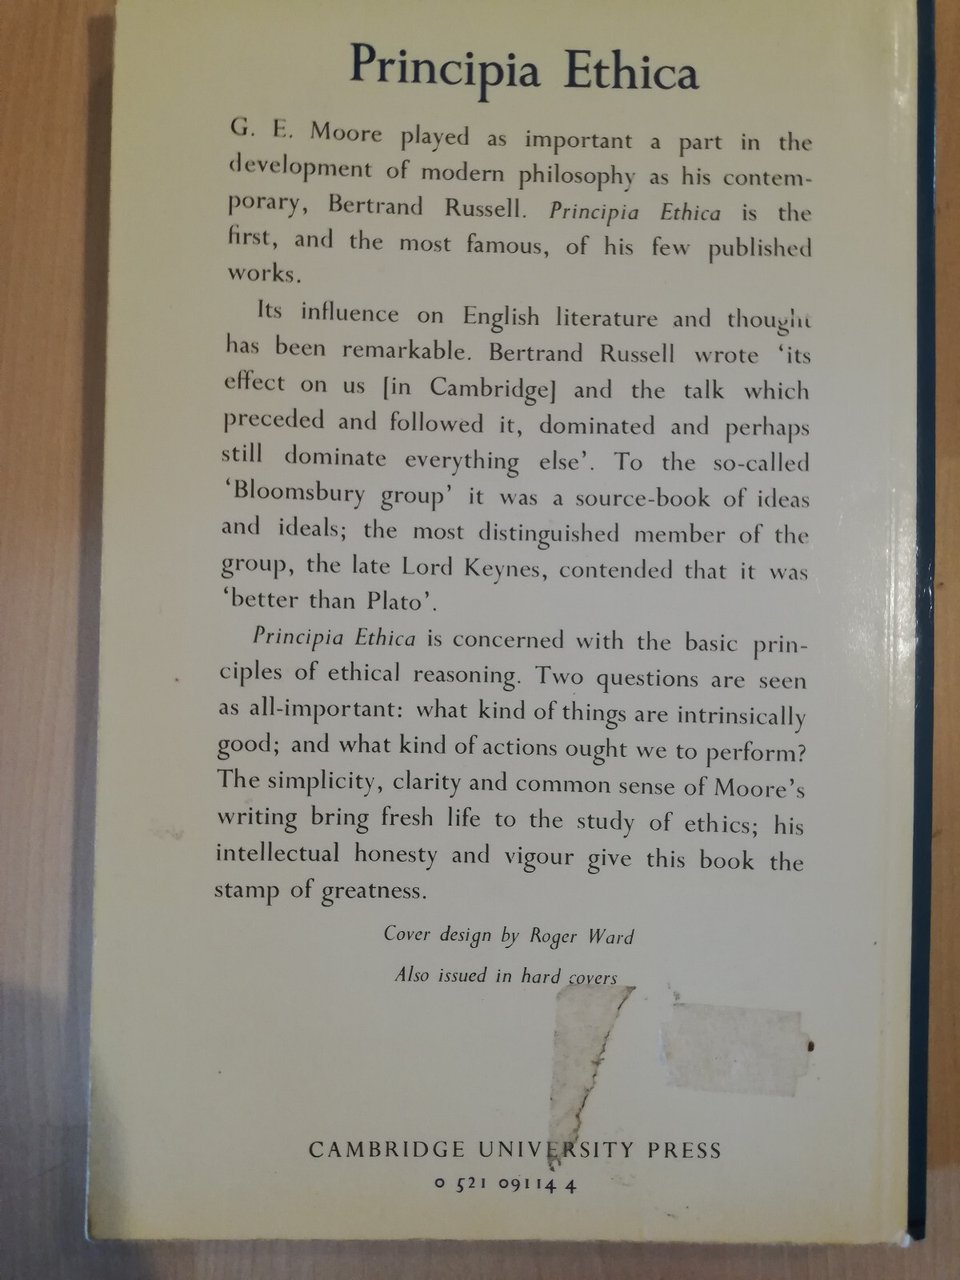 Principia Ethica
G. E. Moore played as important a part in the
development of modern philosophy as his contem-
porary, Bertrand Russell. Principia Ethica is the
first, and the most famous, of his few published
works.
Its influence on English literature and thought
has been remarkable. Bertrand Russell wrote ‘its
effect on us [in Cambridge] and the talk which
preceded and followed it, dominated and perhaps
still dominate everything else’. To the so-called
‘Bloomsbury group’ it was a source-book of ideas
and ideals; the most distinguished member of the
group, the late Lord Keynes, contended that it was
‘better than Plato’.
Principia Ethica is concerned with the basic prin-
ciples of ethical reasoning. Two questions are seen
as all-important: what kind of things are intrinsically
good; and what kind of actions ought we to perform?
The simplicity, clarity and common sense of Moore’s
writing bring fresh life to the study of ethics; his
intellectual honesty and vigour give this book the
stamp of greatness.
Cover design by Roger Ward
Also issued in hard covers
CAMBRIDGE UNIVERSITY PRESS
0 521 09114 4